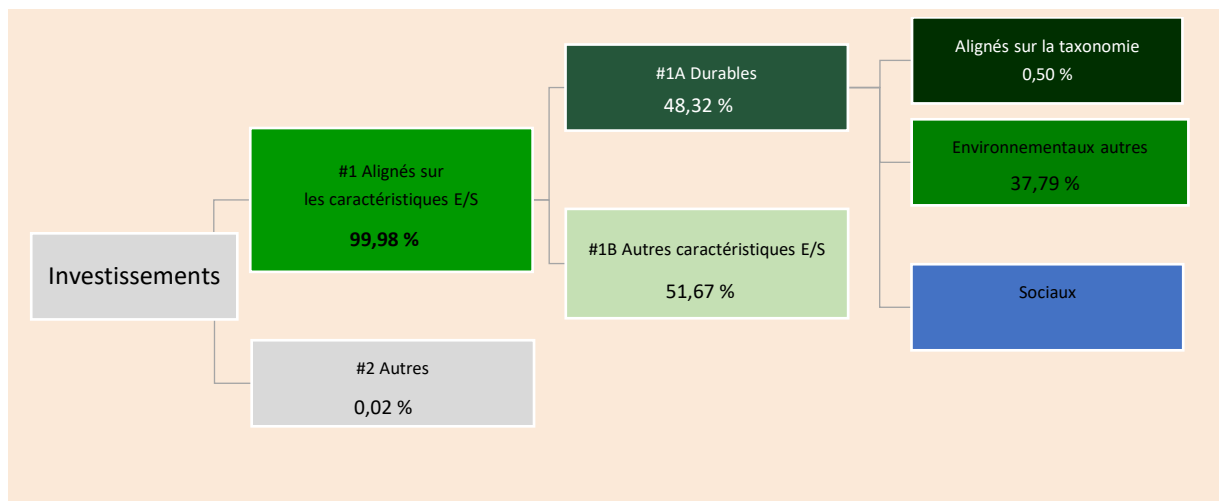 Investissements
#1 Alignés sur
les caractéristiques E/S
99,98 %
#2 Autres
0,02 %
#1A Durables
48,32 %
#1B Autres caractéristiques E/S
51,67 %
Alignés sur la taxonomie
0,50 %
Environnementaux autres
37,79 %
Sociaux